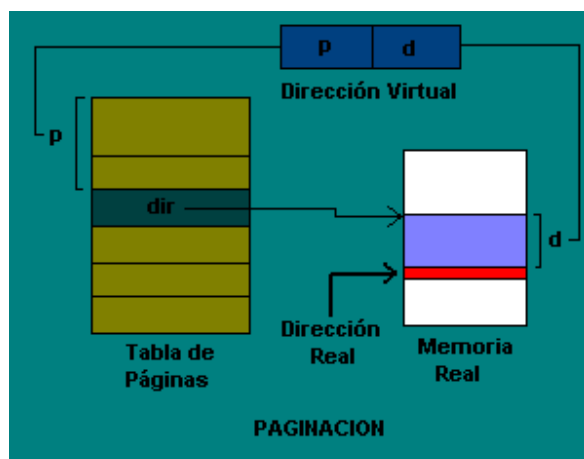 p d
Dirección Virtual
p
dir
d
Dirección
Real
Tabla de
Páginas
Memoria
Real
PAGINACION